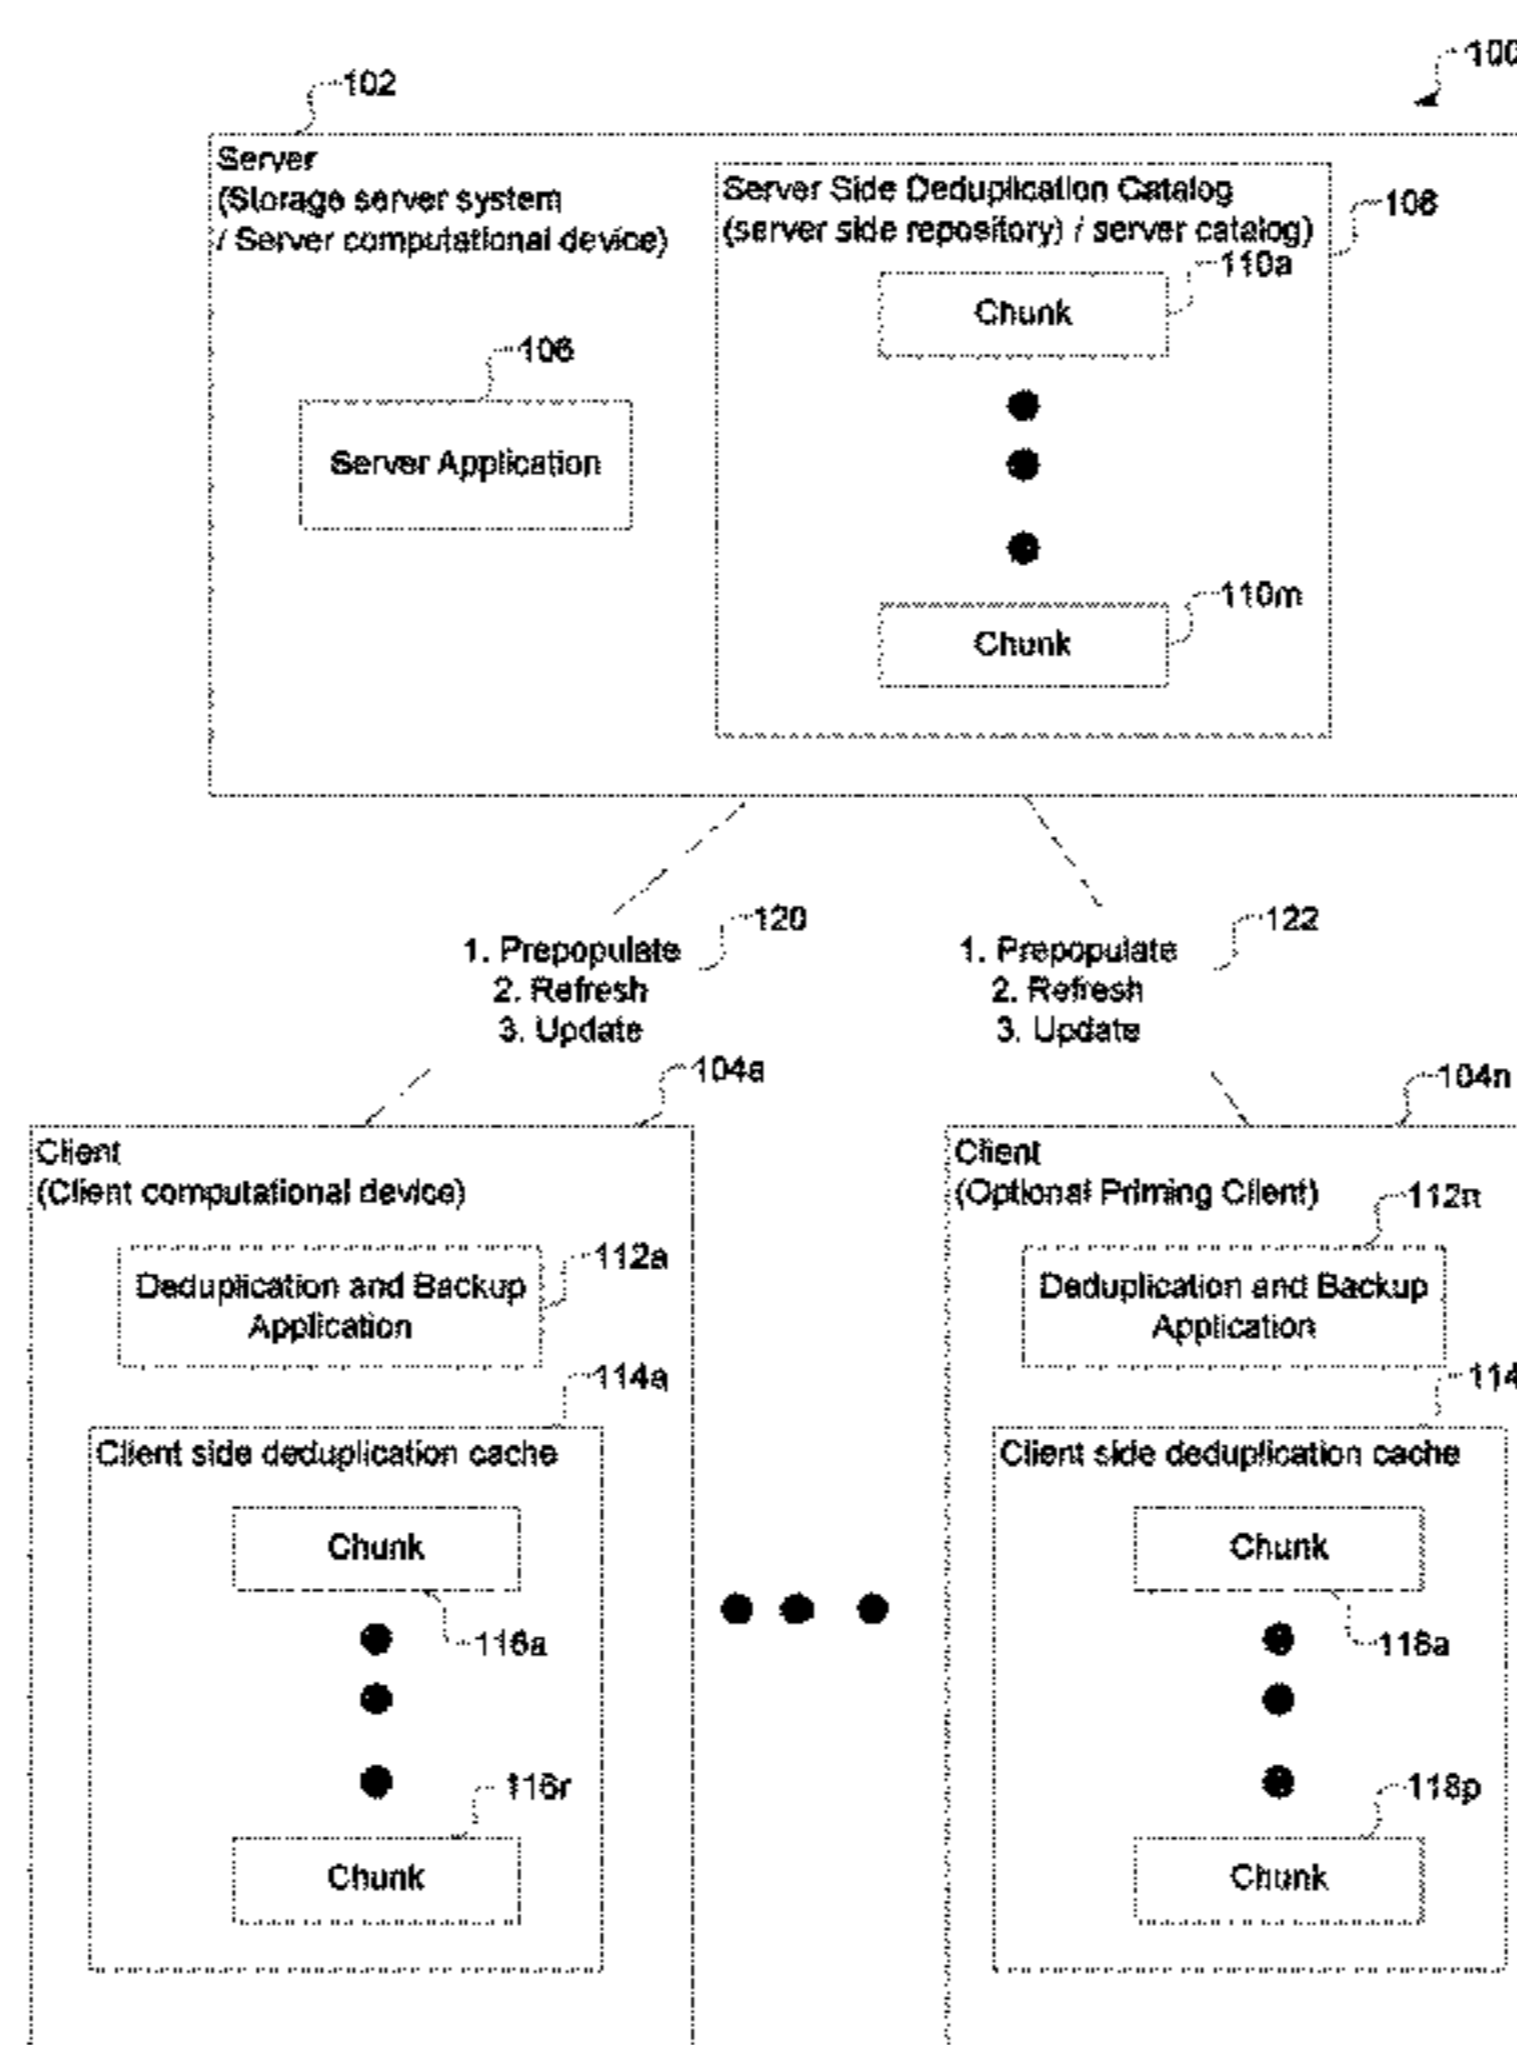 100
102
Server
(Storage server system
/ Server computational device)
Server Side Deduplication Catalog
(server side repository) / server catalog)
108
110a
Chunk
106
Server Application
110m
Chunk
1. Prepopulate
2. Refresh
3. Update
120
1. Prepopulate
2. Refresh
3. Update
122
104a
104n
Client
(Client computational device)
112a
Deduplication and Backup
Application
114a
Client side deduplication cache
Chunk
116a
116r
Chunk
Client
(Optional Priming Client)
112n
Deduplication and Backup
Application
114
Client side deduplication cache
Chunk
118a
118p
Chunk